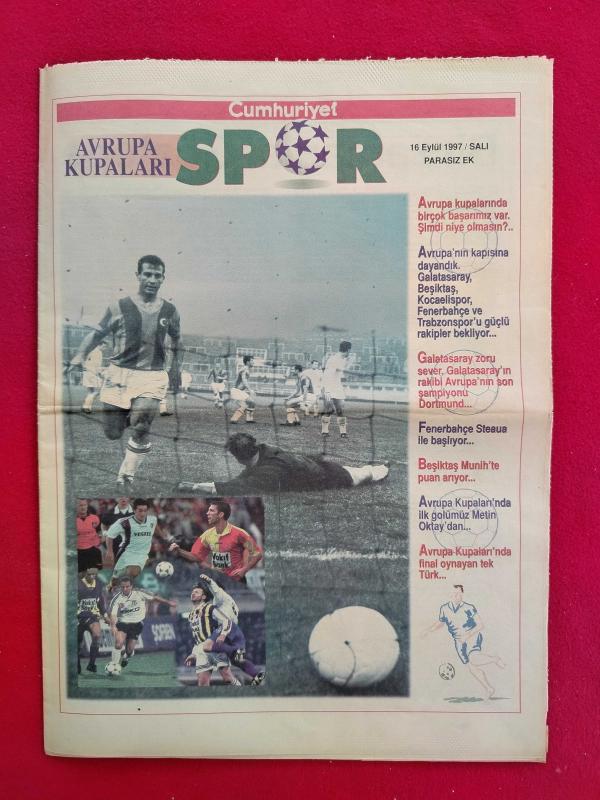 Cumhuriyet
AVRUPA
KUPALARI
SPOR
16 Eylül 1997 / SALI
PARASIZ EK
Avrupa kupalarında
birçok başarımız var.
Şimdi niye olmasın?..
Avrupa'nın kapısına
dayandık.
Galatasaray,
Beşiktaş,
Kocaelispor,
Fenerbahçe ve
Trabzonspor'u güçlü
rakipler bekliyor...
Galatasaray zoru
sever. Galatasaray'ın
rakibi Avrupa'nın son
şampiyonu
Dortmund...
Fenerbahçe Steaua
ile başlıyor...
Beşiktaş Munih'te
puan arıyor...
Avrupa Kupaları'nda
ilk golümüz Metin
Oktay'dan...
Avrupa Kupaları'nda
final oynayan tek
Türk...
Vakıf
bank